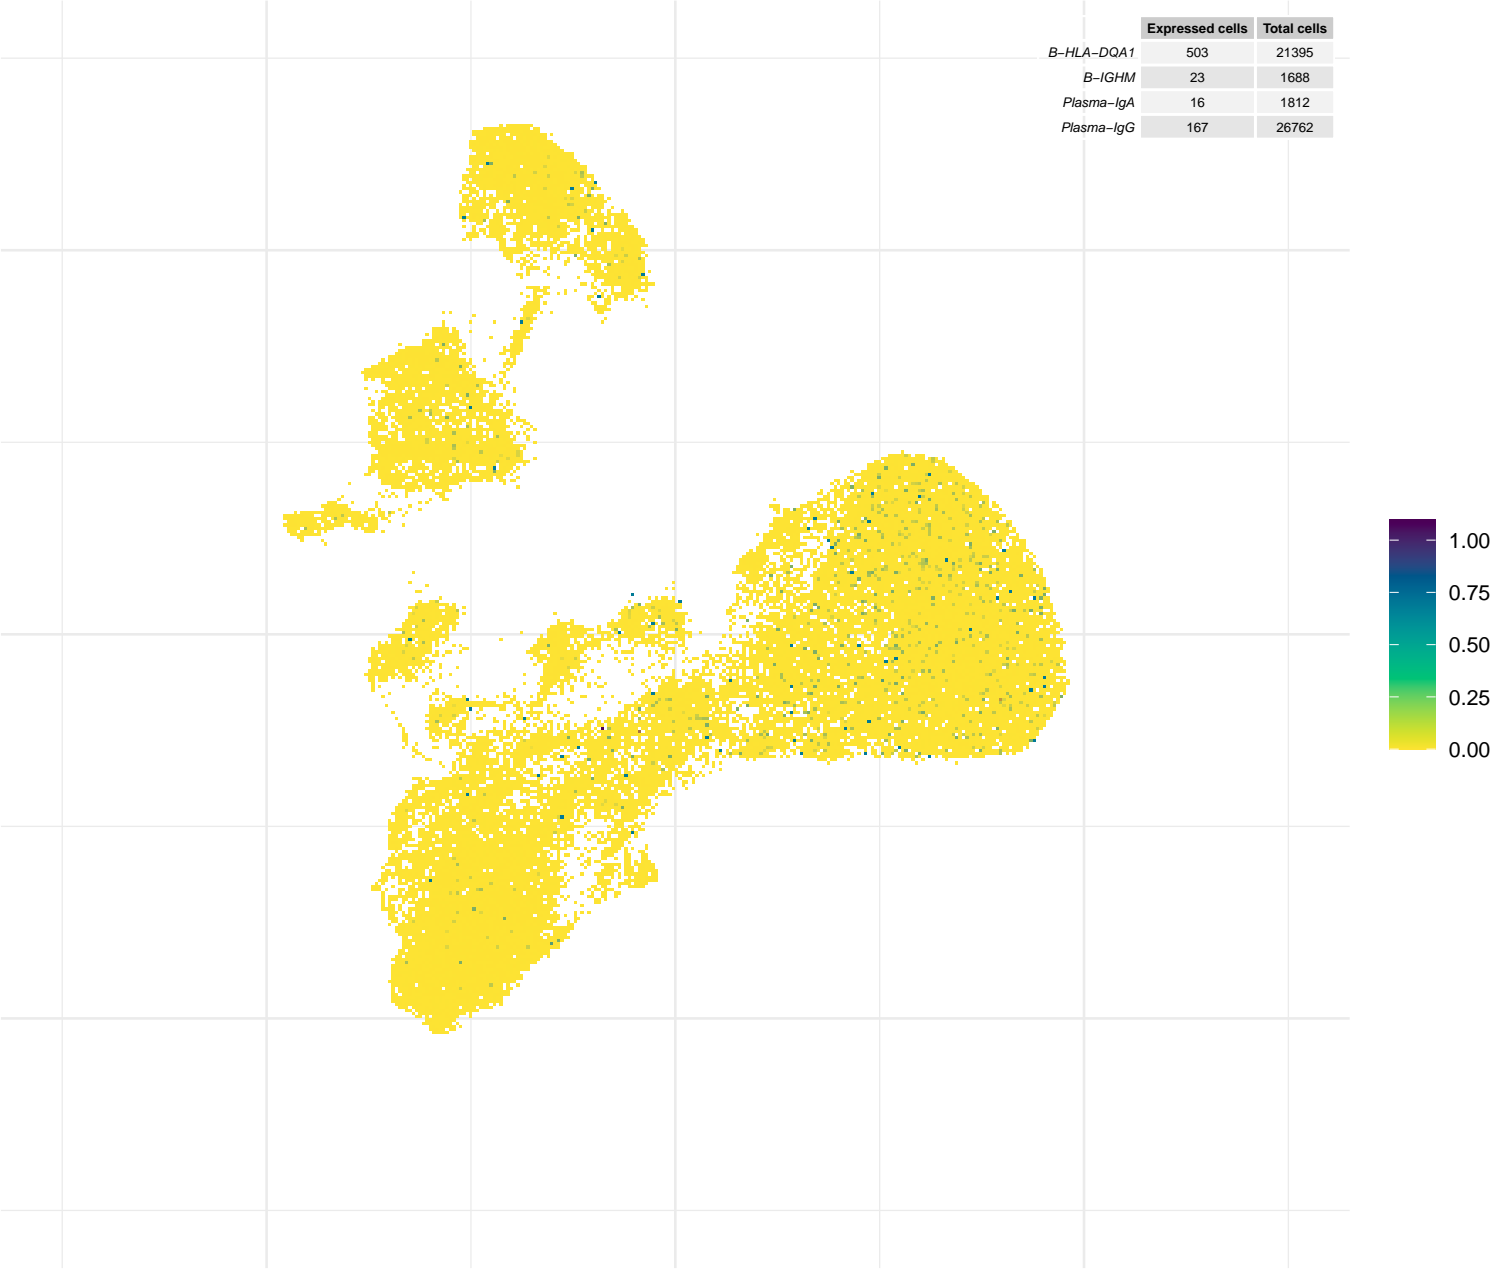 Expressed cells Total cells
B−HLA−DQA1 503 21395
B−IGHM 23 1688
Plasma−IgA 16 1812
Plasma−IgG 167 26762
1.00
0.75
0.50
0.25
0.00